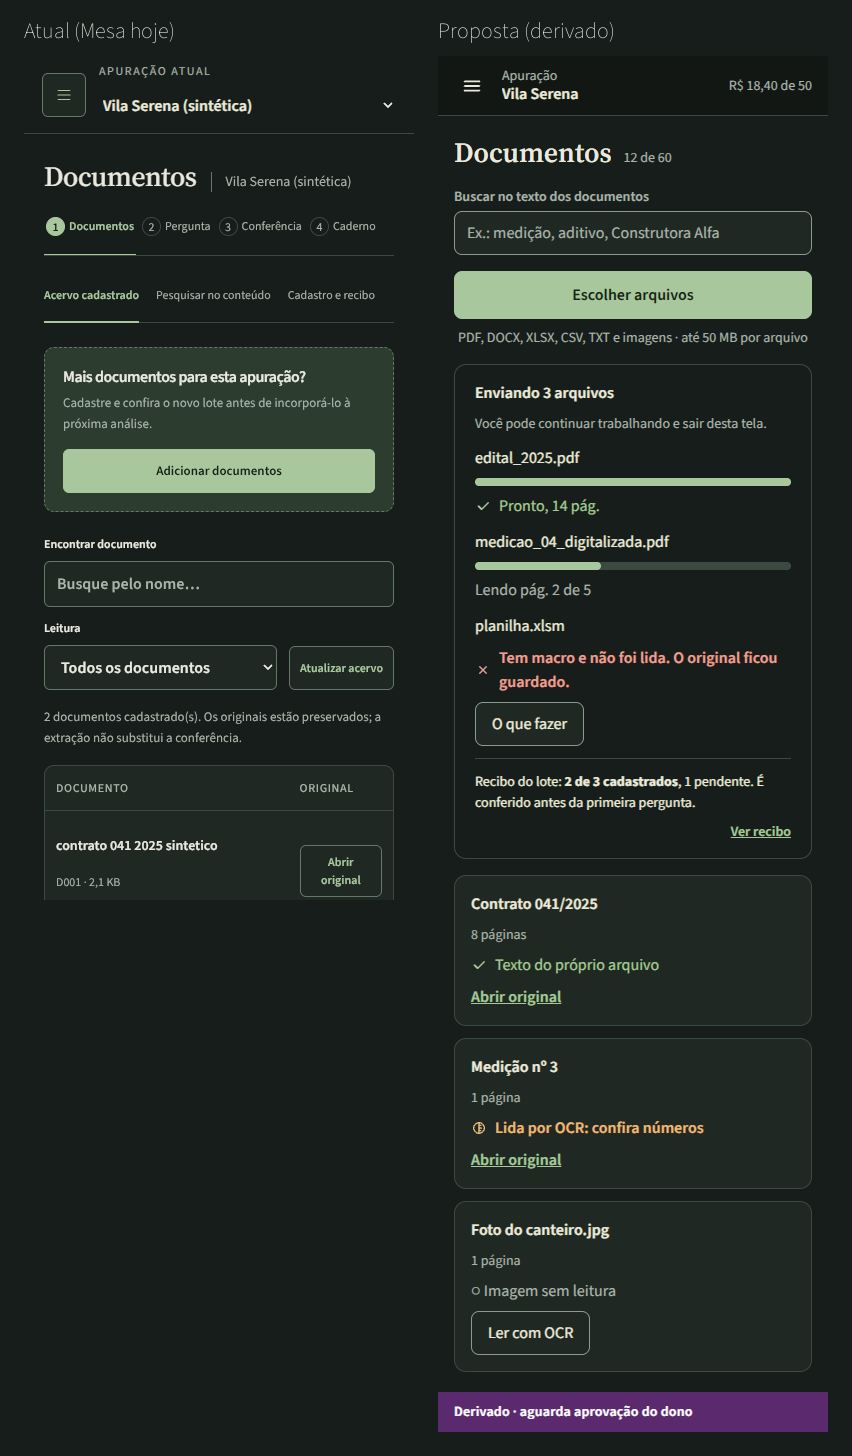 Atual (Mesa hoje)
APURAÇÃO ATUAL
Vila Serena (sintética)
Documentos
Vila Serena (sintética)
1 Documentos 2 Pergunta 3 Conferência 4 Caderno
Acervo cadastrado Pesquisar no conteúdo Cadastro e recibo
Mais documentos para esta apuração?
Cadastre e confira o novo lote antes de incorporá-lo à
próxima análise.
Adicionar documentos
Encontrar documento
Busque pelo nome...
Leitura
Todos os documentos
Atualizar acervo
2 documentos cadastrado(s). Os originais estão preservados; a
extração não substitui a conferência.
DOCUMENTO ORIGINAL
contrato 041 2025 sintetico
D001 · 2,1 KB
Abrir
original
Proposta (derivado)
Apuração
Vila Serena
R$ 18,40 de 50
Documentos 12 de 60
Buscar no texto dos documentos
Ex.: medição, aditivo, Construtora Alfa
Escolher arquivos
PDF, DOCX, XLSX, CSV, TXT e imagens · até 50 MB por arquivo
Enviando 3 arquivos
Você pode continuar trabalhando e sair desta tela.
edital_2025.pdf
Pronto, 14 pág.
medicao_04_digitalizada.pdf
Lendo pág. 2 de 5
planilha.xlsm
Tem macro e não foi lida. O original ficou
guardado.
O que fazer
Recibo do lote: 2 de 3 cadastrados, 1 pendente. É
conferido antes da primeira pergunta.
Ver recibo
Contrato 041/2025
8 páginas
Texto do próprio arquivo
Abrir original
Medição nº 3
1 página
Lida por OCR: confira números
Abrir original
Foto do canteiro.jpg
1 página
Imagem sem leitura
Ler com OCR
Derivado · aguarda aprovação do dono